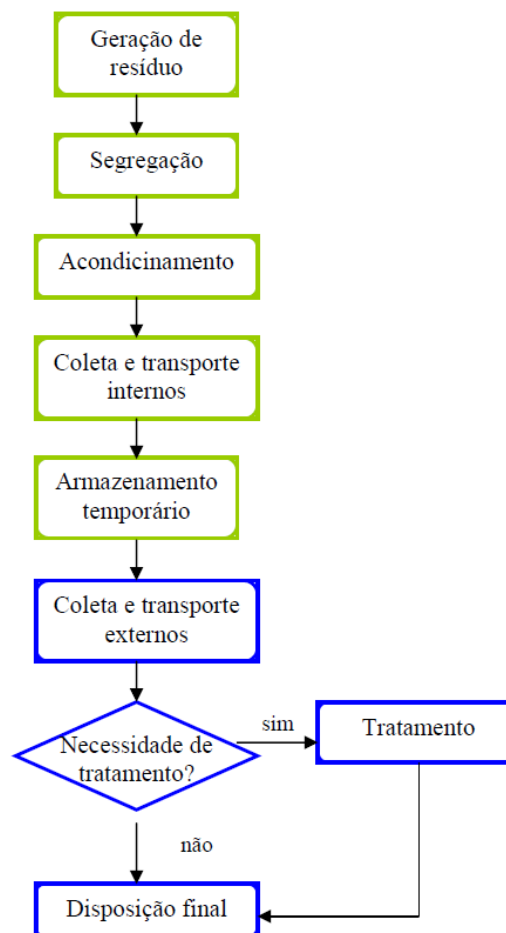 Geração de
resíduo
Segregação
Acondicinamento
Coleta e transporte
internos
Armazenamento
temporário
Coleta e transporte
externos
Necessidade de
tratamento?
sim
Tratamento
não
Disposição final